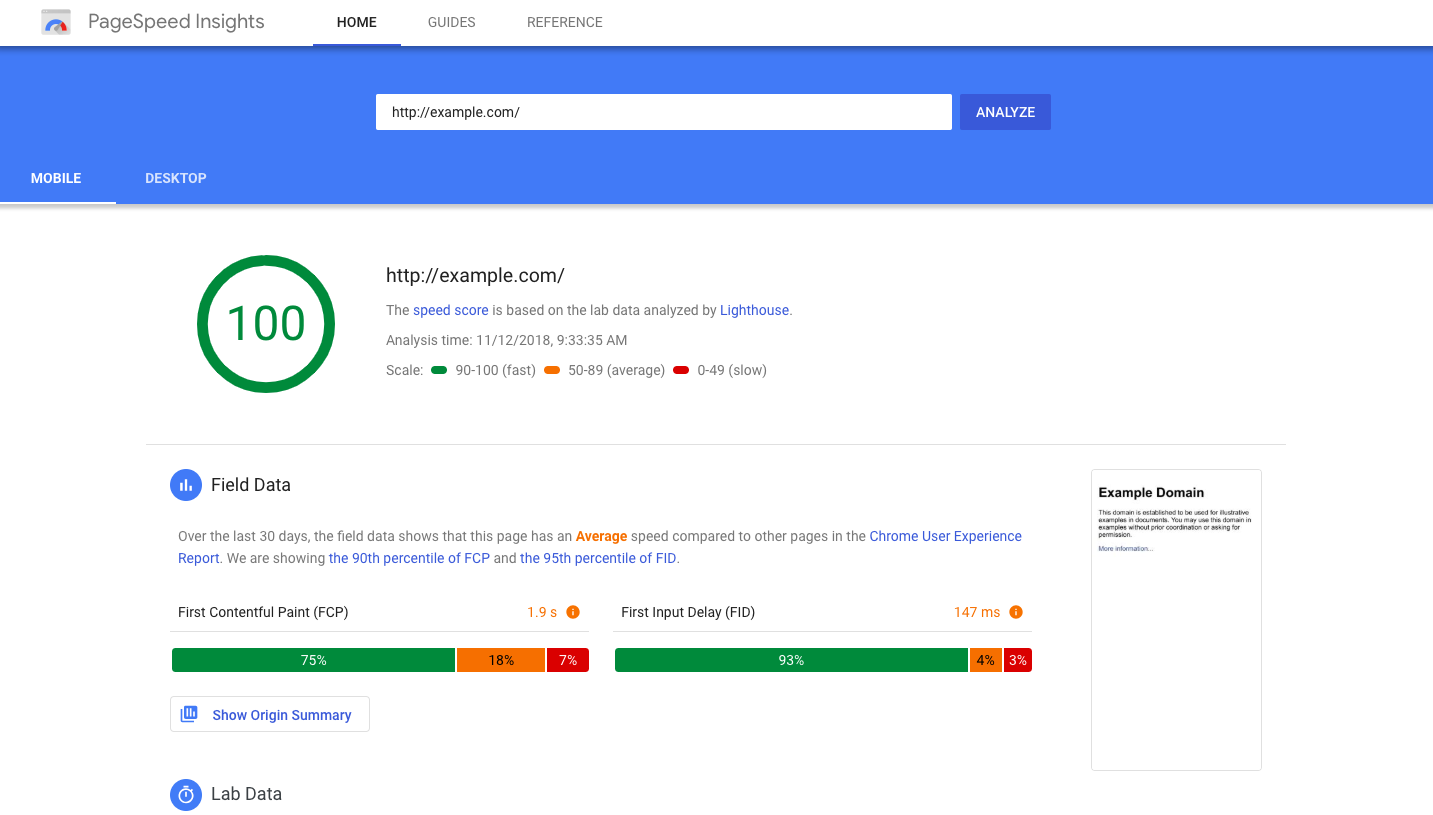 PageSpeed Insights
HOME
GUIDES
REFERENCE
http://example.com/
ANALYZE
MOBILE
DESKTOP
100
http://example.com/
The speed score is based on the lab data analyzed by Lighthouse.
Analysis time: 11/12/2018, 9:33:35 AM
Scale: 90-100 (fast) 50-89 (average) 0-49 (slow)
Field Data
Over the last 30 days, the field data shows that this page has an Average speed compared to other pages in the Chrome User Experience
Report. We are showing the 90th percentile of FCP and the 95th percentile of FID.
First Contentful Paint (FCP) 1.9 s
75% 18% 7%
First Input Delay (FID) 147 ms
93% 4% 3%
Show Origin Summary
Example Domain
This domain is established to be used for illustrative
examples in documents. You may use this domain in
examples without prior coordination or asking for
permission.
More information...
Lab Data